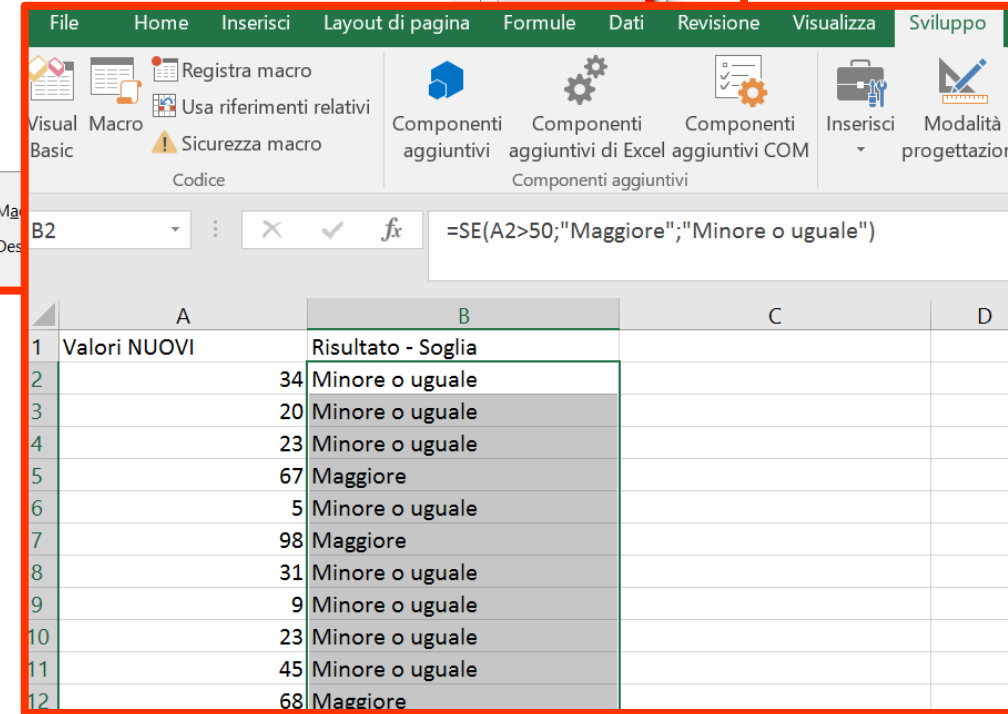 File Home Inserisci Layout di pagina Formule Dati Revisione Visualizza Sviluppo
Registra macro
Usa riferimenti relativi
Sicurezza macro
Visual Basic
Macro
Codice
Componenti aggiuntivi
Componenti aggiuntivi di Excel
Componenti aggiuntivi COM
Componenti aggiuntivi
Inserisci
Modalità
B2 fx =SE(A2>50;"Maggiore";"Minore o uguale")
A B C D
1 Valori NUOVI Risultato - Soglia
2 34 Minore o uguale
3 20 Minore o uguale
4 23 Minore o uguale
5 67 Maggiore
6 5 Minore o uguale
7 98 Maggiore
8 31 Minore o uguale
9 9 Minore o uguale
10 23 Minore o uguale
11 45 Minore o uguale
12 68 Maggiore